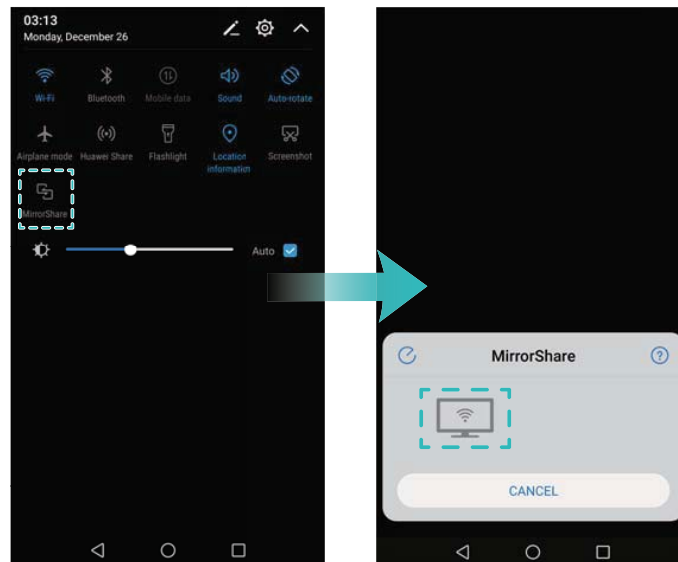 03:13
Monday, December 26
Wi-Fi Bluetooth Mobile data Sound Auto-rotate
Airplane mode Huawei Share Flashlight Location information Screenshot
MirrorShare
Auto
MirrorShare
CANCEL